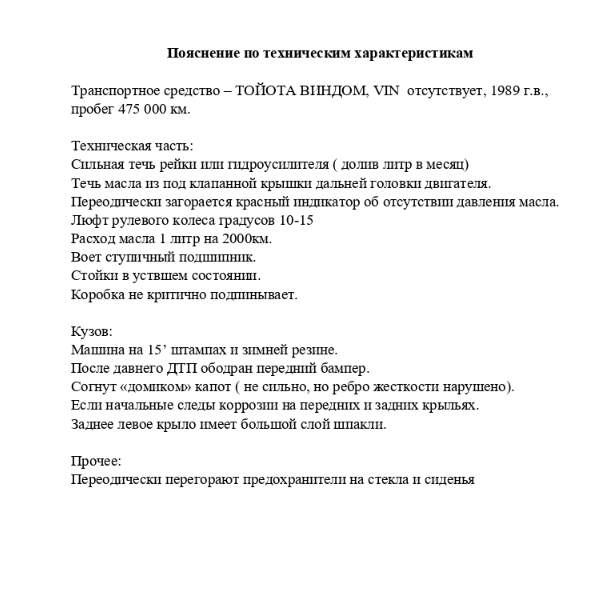 Пояснение по техническим характеристикам
Транспортное средство – ТОЙОТА ВИНДОМ, VIN отсутствует, 1989 г.в.,
пробег 475 000 км.
Техническая часть:
Сильная течь рейки или гидроусилителя ( долив литр в месяц)
Течь масла из под клапанной крышки дальней головки двигателя.
Переодически загорается красный индикатор об отсутствии давления масла.
Люфт рулевого колеса градусов 10-15
Расход масла 1 литр на 2000км.
Воет ступичный подшипник.
Стойки в уствшем состоянии.
Коробка не критично подпинывает.
Кузов:
Машина на 15’ штампах и зимней резине.
После давнего ДТП ободран передний бампер.
Согнут «домиком» капот ( не сильно, но ребро жесткости нарушено).
Если начальные следы коррозии на передних и задних крыльях.
Заднее левое крыло имеет большой слой шпакли.
Прочее:
Переодически перегорают предохранители на стекла и сиденья